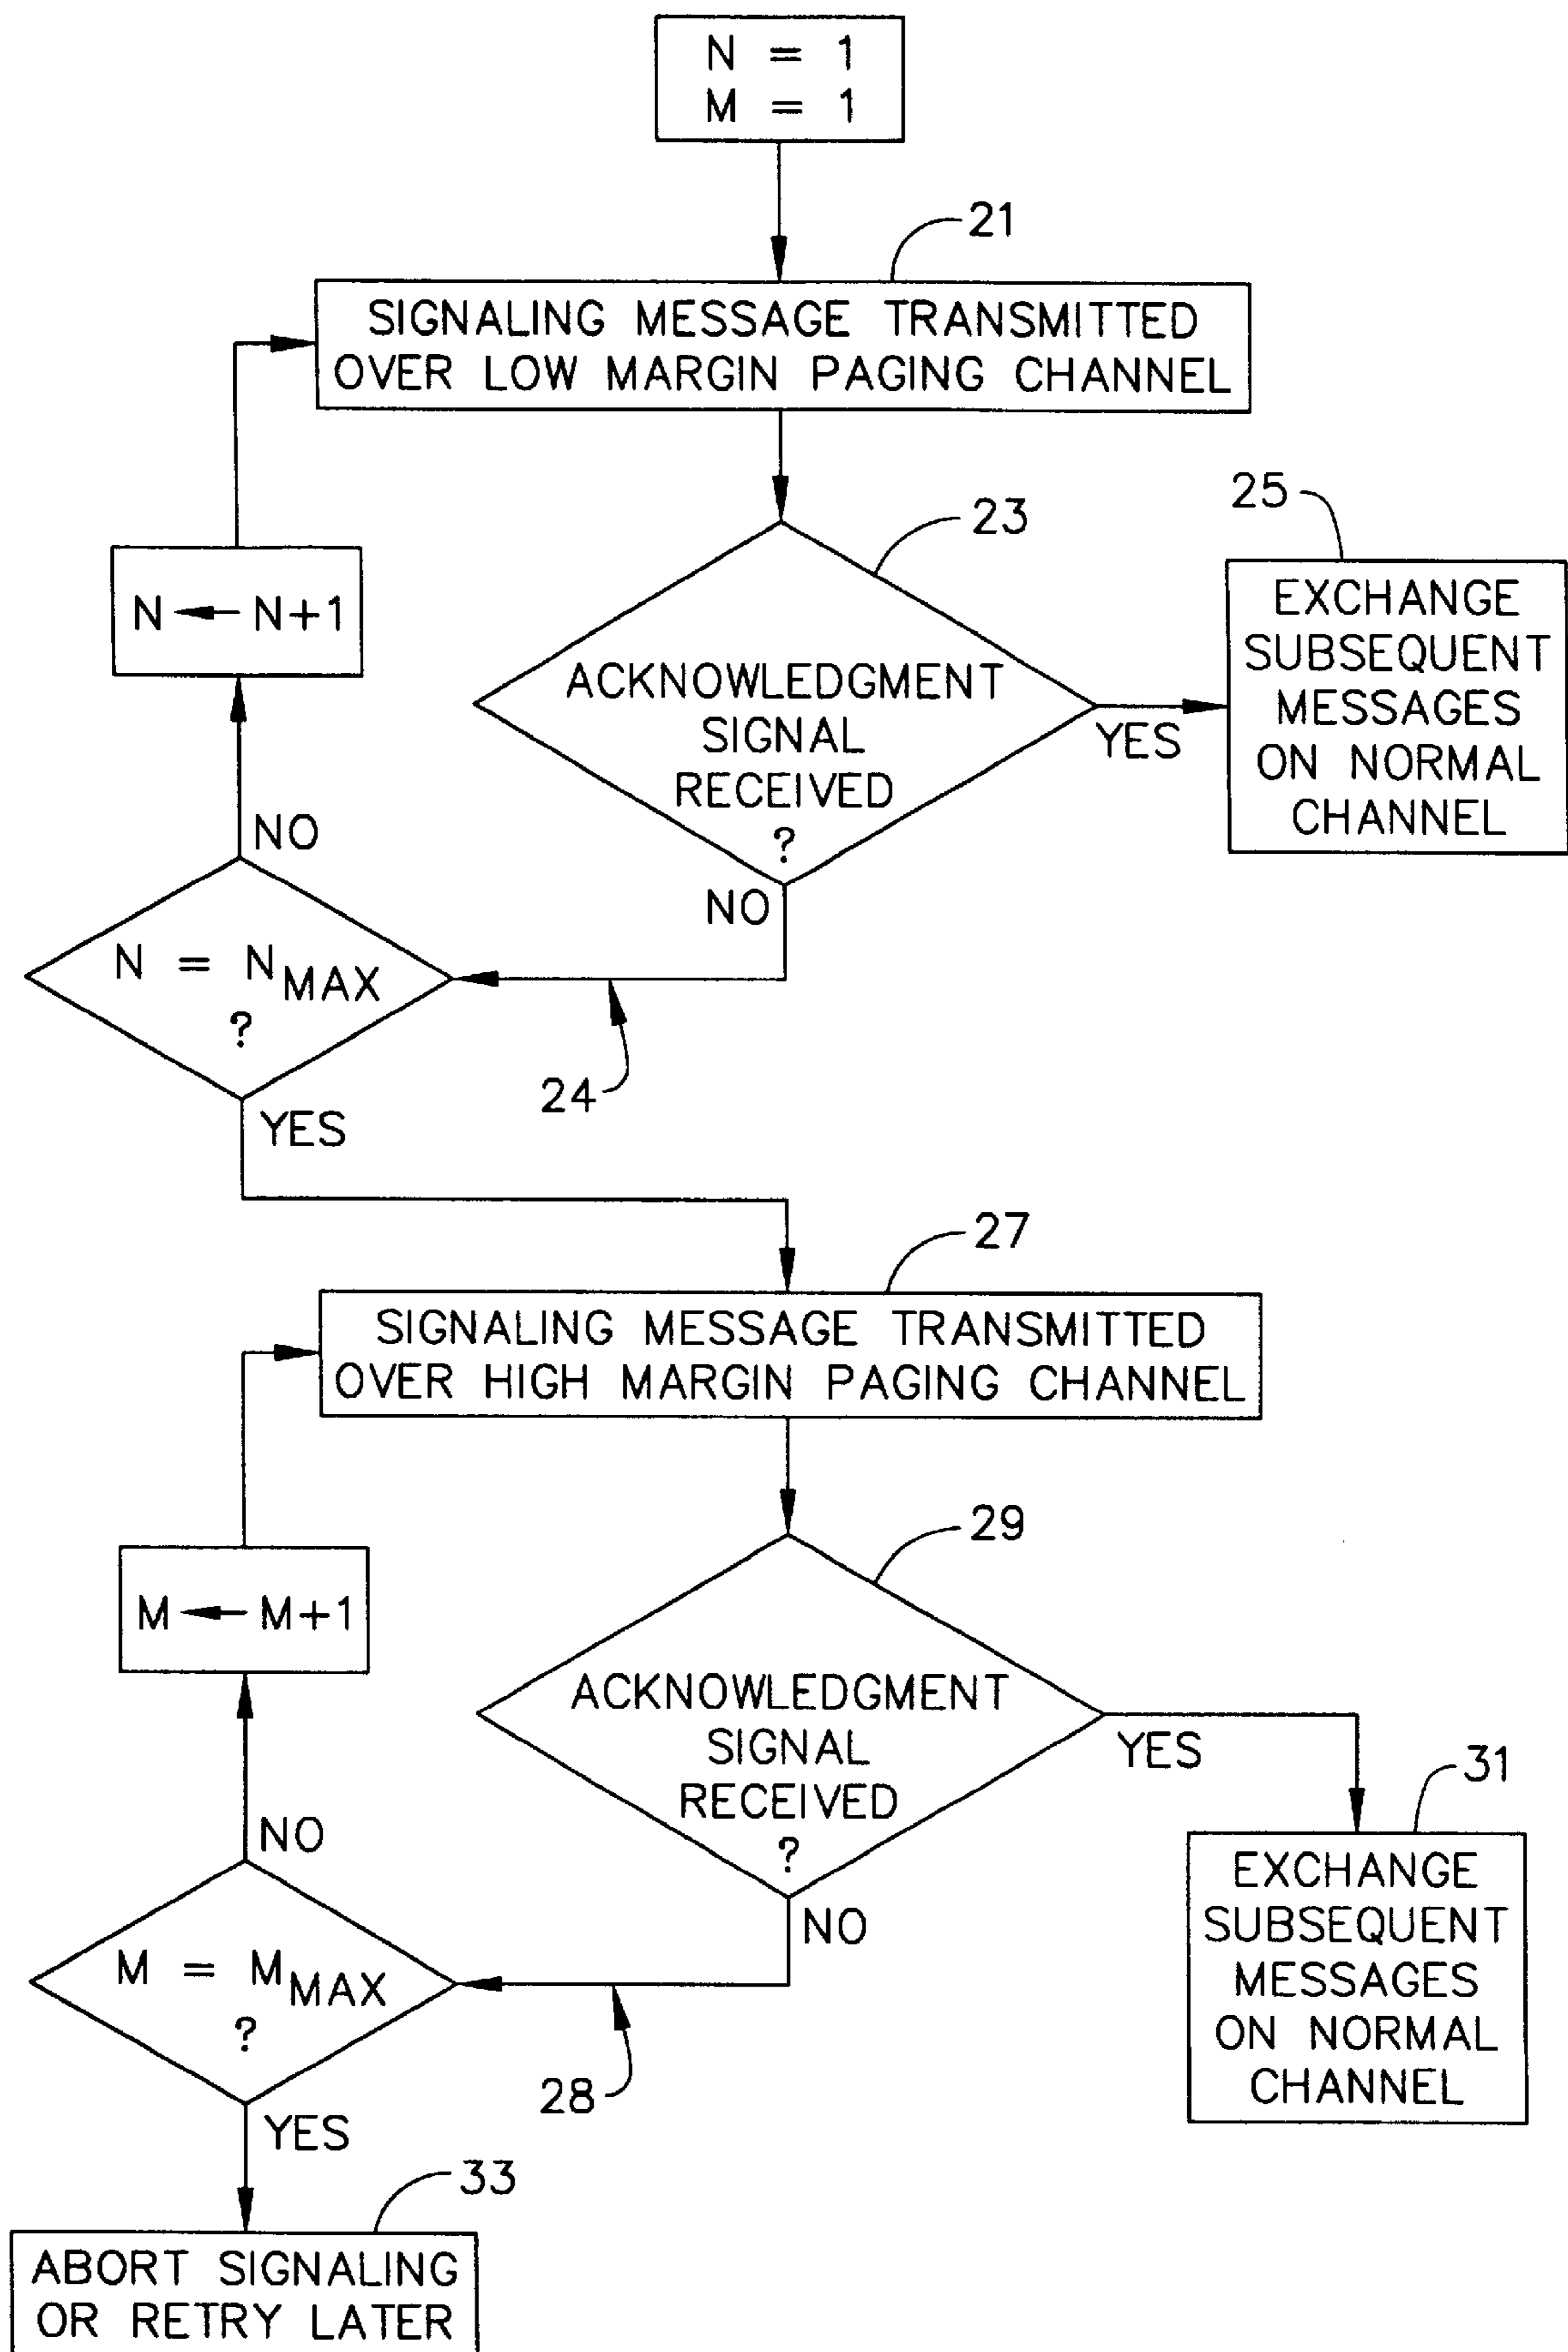 N = 1
M = 1
21
SIGNALING MESSAGE TRANSMITTED
OVER LOW MARGIN PAGING CHANNEL
23
25
N ← N+1
ACKNOWLEDGMENT
SIGNAL
RECEIVED
?
YES
EXCHANGE
SUBSEQUENT
MESSAGES
ON NORMAL
CHANNEL
NO
NO
N = NMAX
?
24
YES
27
SIGNALING MESSAGE TRANSMITTED
OVER HIGH MARGIN PAGING CHANNEL
29
M ← M+1
ACKNOWLEDGMENT
SIGNAL
RECEIVED
?
YES
31
EXCHANGE
SUBSEQUENT
MESSAGES
ON NORMAL
CHANNEL
NO
NO
M = MMAX
?
28
YES
33
ABORT SIGNALING
OR RETRY LATER